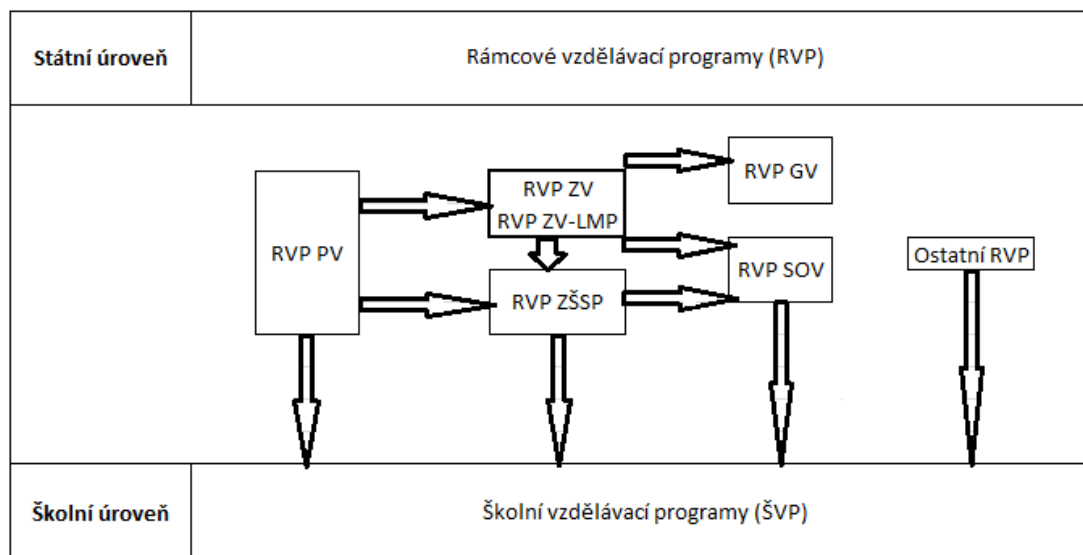 Státní úroveň
Rámcové vzdělávací programy (RVP)
RVP PV
RVP ZV
RVP ZV-LMP
RVP ZŠSP
RVP GV
RVP SOV
Ostatní RVP
Školní úroveň
Školní vzdělávací programy (ŠVP)